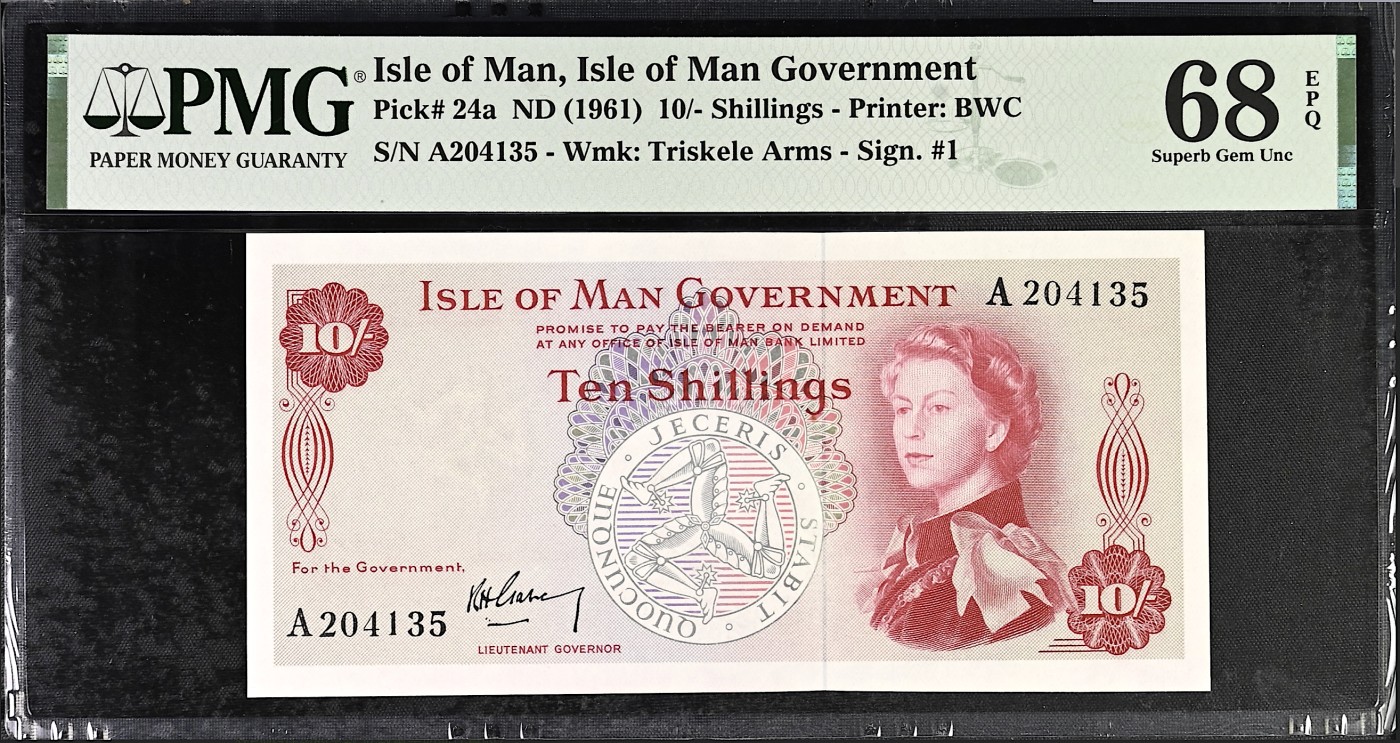 PMG®
PAPER MONEY GUARANTY
Isle of Man, Isle of Man Government
Pick# 24a ND (1961) 10/- Shillings - Printer: BWC
S/N A204135 - Wmk: Triskele Arms - Sign. #1
68
EPQ
Superb Gem Unc
ISLE OF MAN GOVERNMENT
A 204135
10/-
PROMISE TO PAY THE BEARER ON DEMAND
AT ANY OFFICE OF ISLE OF MAN BANK LIMITED
Ten Shillings
QUOCUNQUE · JECERIS · STABIT ·
For the Government,
A 204135
LIEUTENANT GOVERNOR
10/-